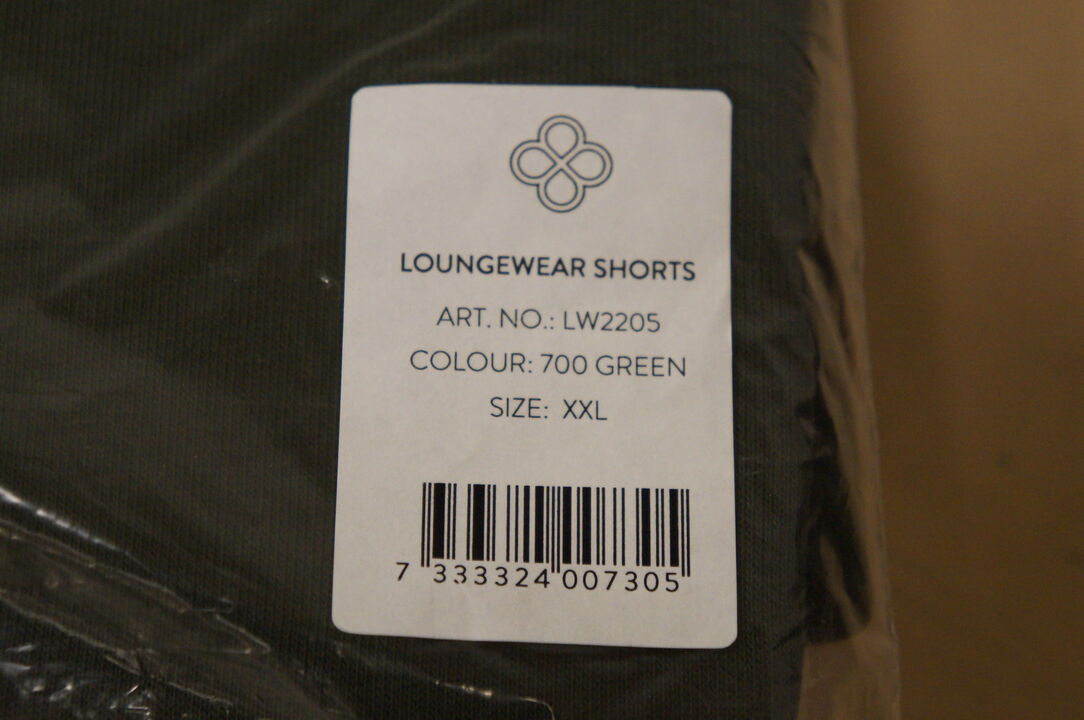 LOUNGEWEAR SHORTS
ART. NO.: LW2205
COLOUR: 700 GREEN
SIZE: XXL
7 333324 007305